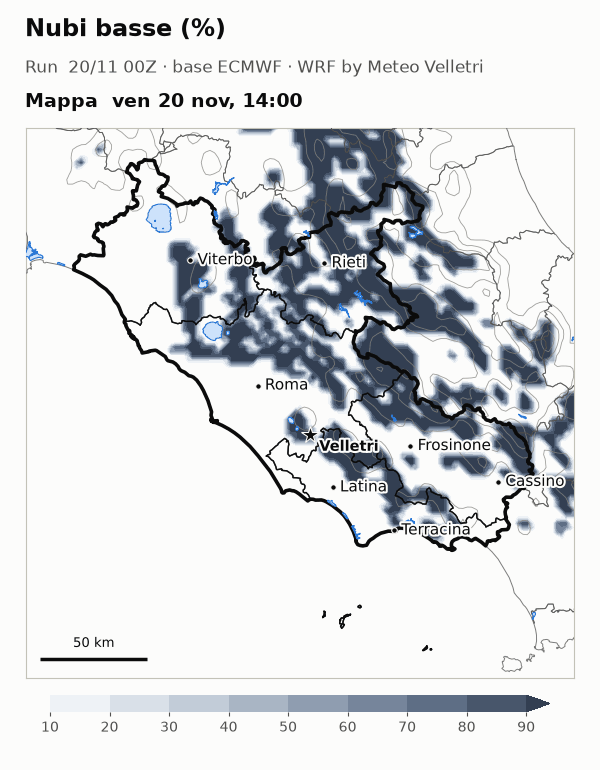 Nubi basse (%)
Run  20/11 00Z · base ECMWF · WRF by Meteo Velletri
Mappa  ven 20 nov, 14:00
Viterbo
Rieti
Roma
Velletri
Frosinone
Cassino
Latina
Terracina
50 km
10 20 30 40 50 60 70 80 90